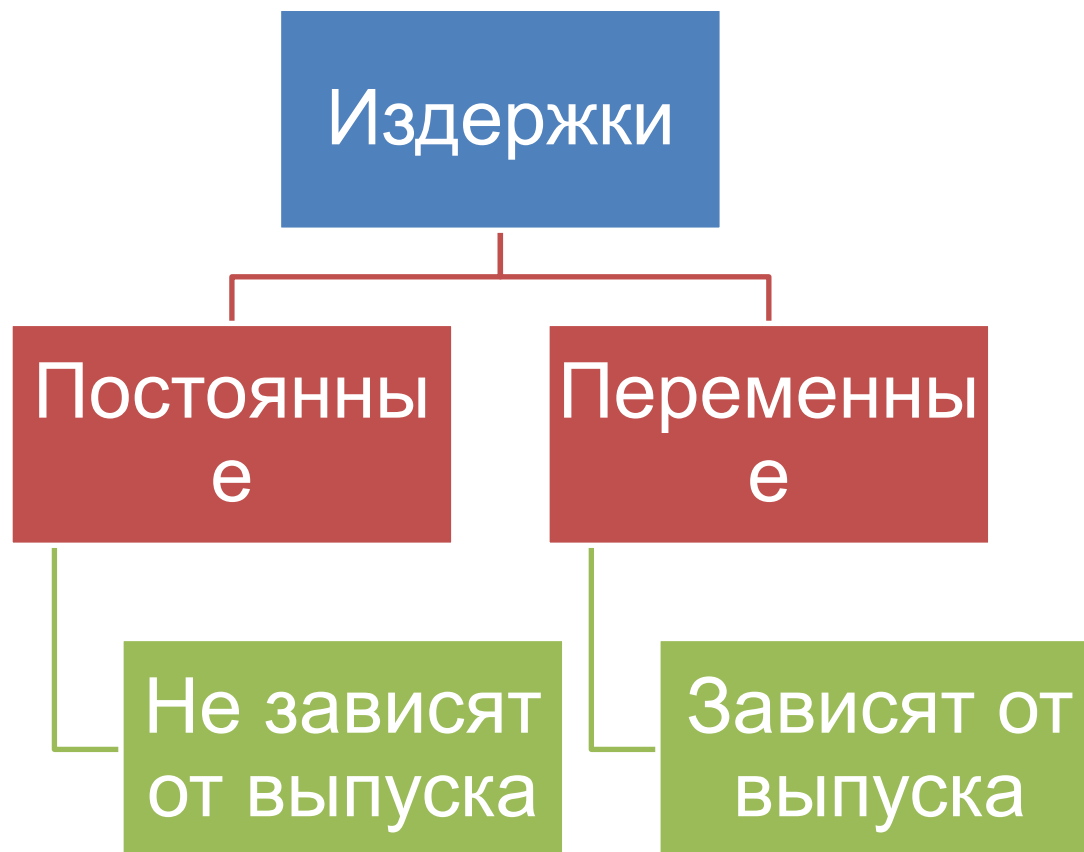 Издержки
Постоянны
е
Переменны
е
Не зависят
от выпуска
Зависят от
выпуска